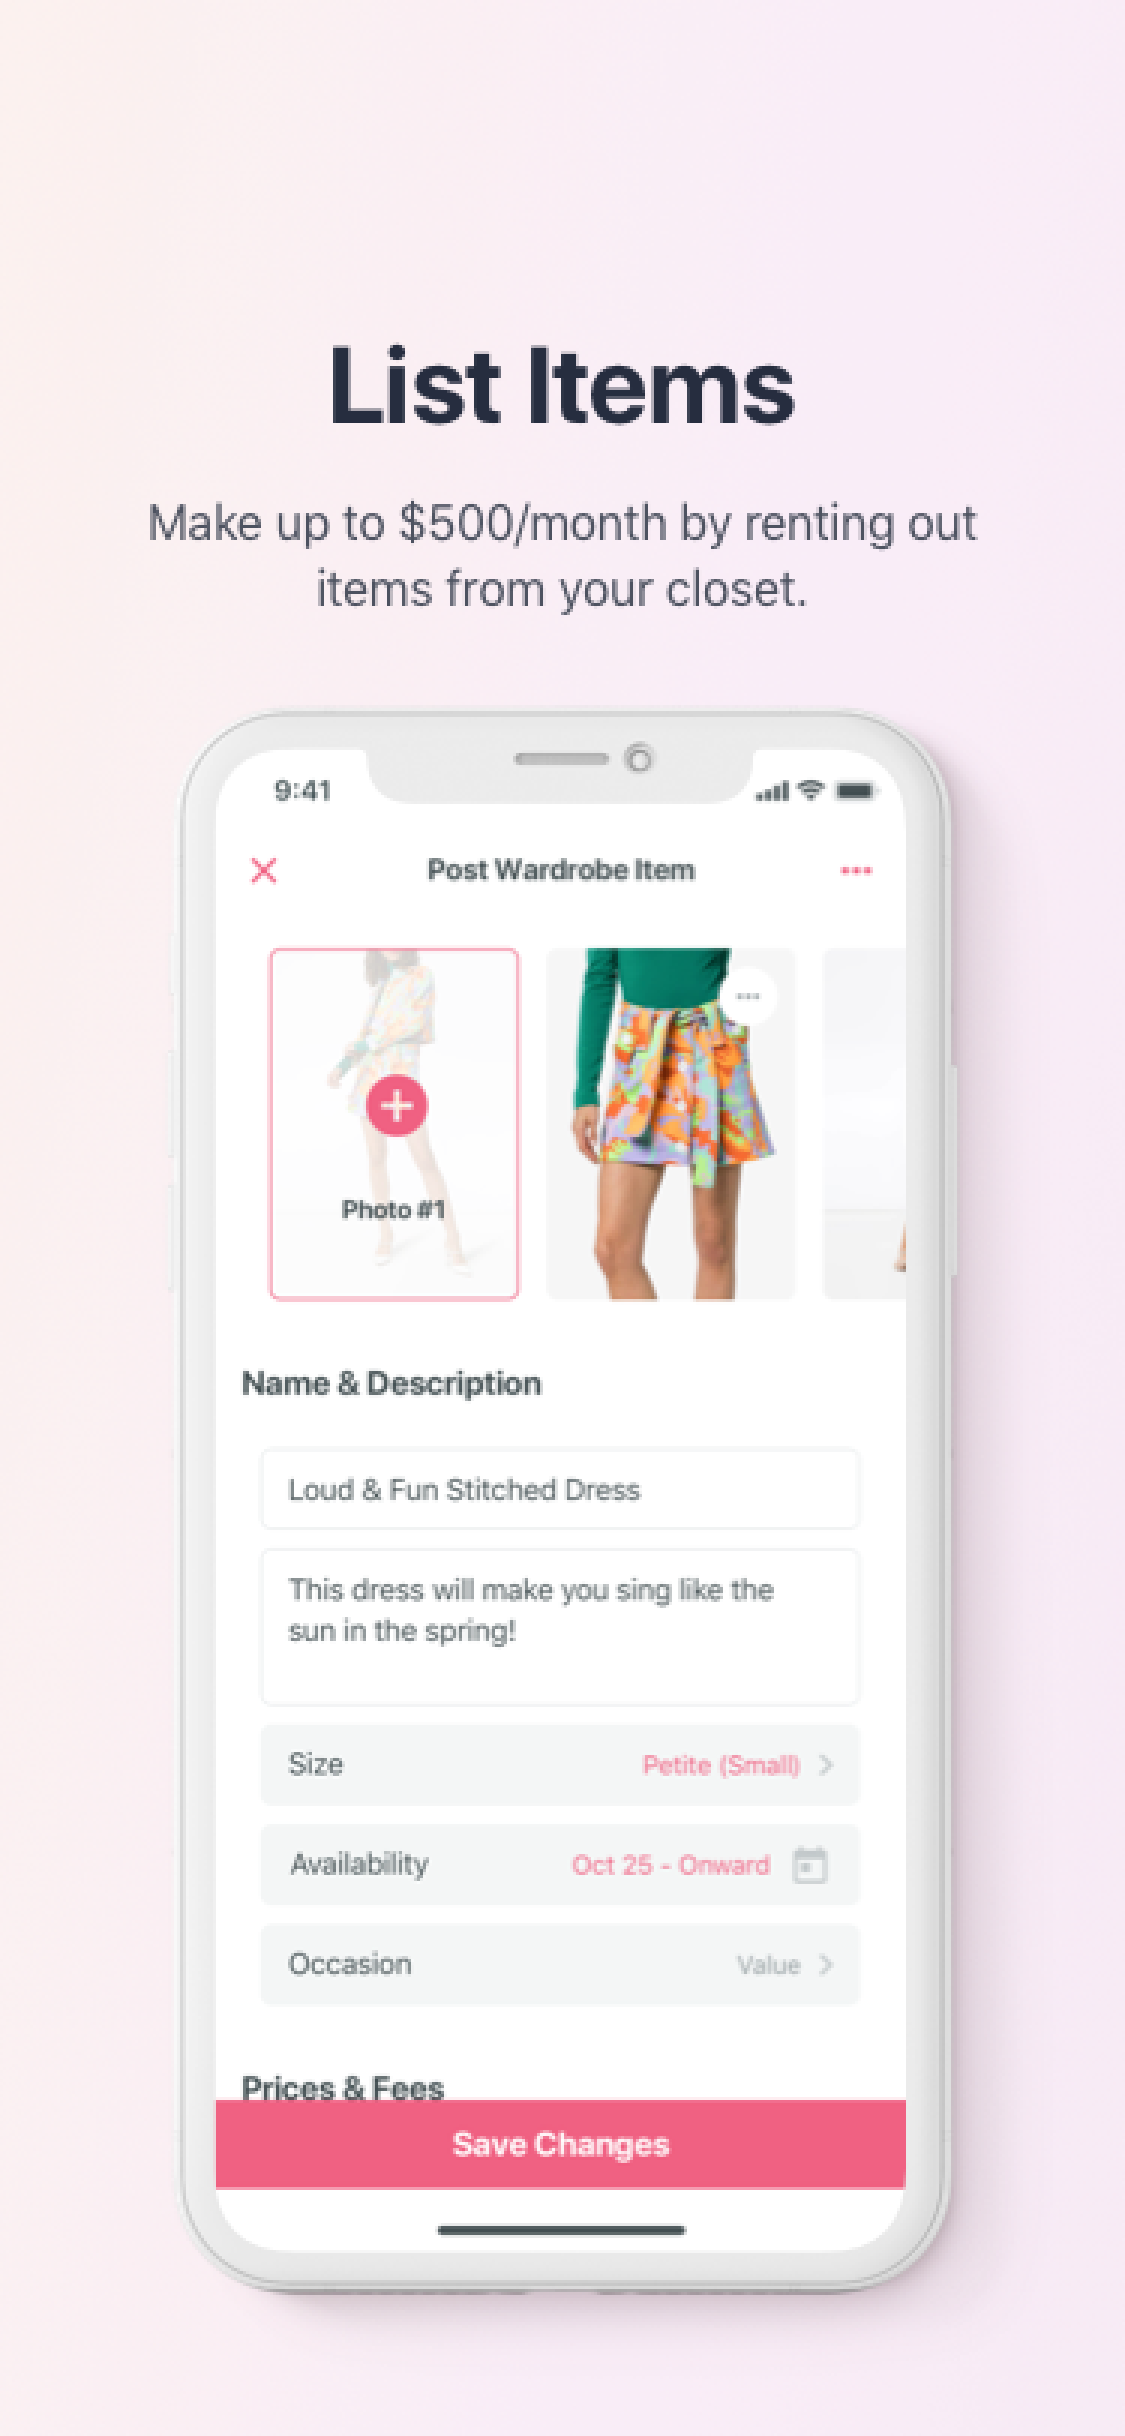 List Items
Make up to $500/month by renting out
items from your closet.
9:41
Post Wardrobe Item
Photo #1
Name & Description
Loud & Fun Stitched Dress
This dress will make you sing like the
sun in the spring!
Size Petite (Small)
Availability Oct 25 - Onward
Occasion Value
Prices & Fees
Save Changes